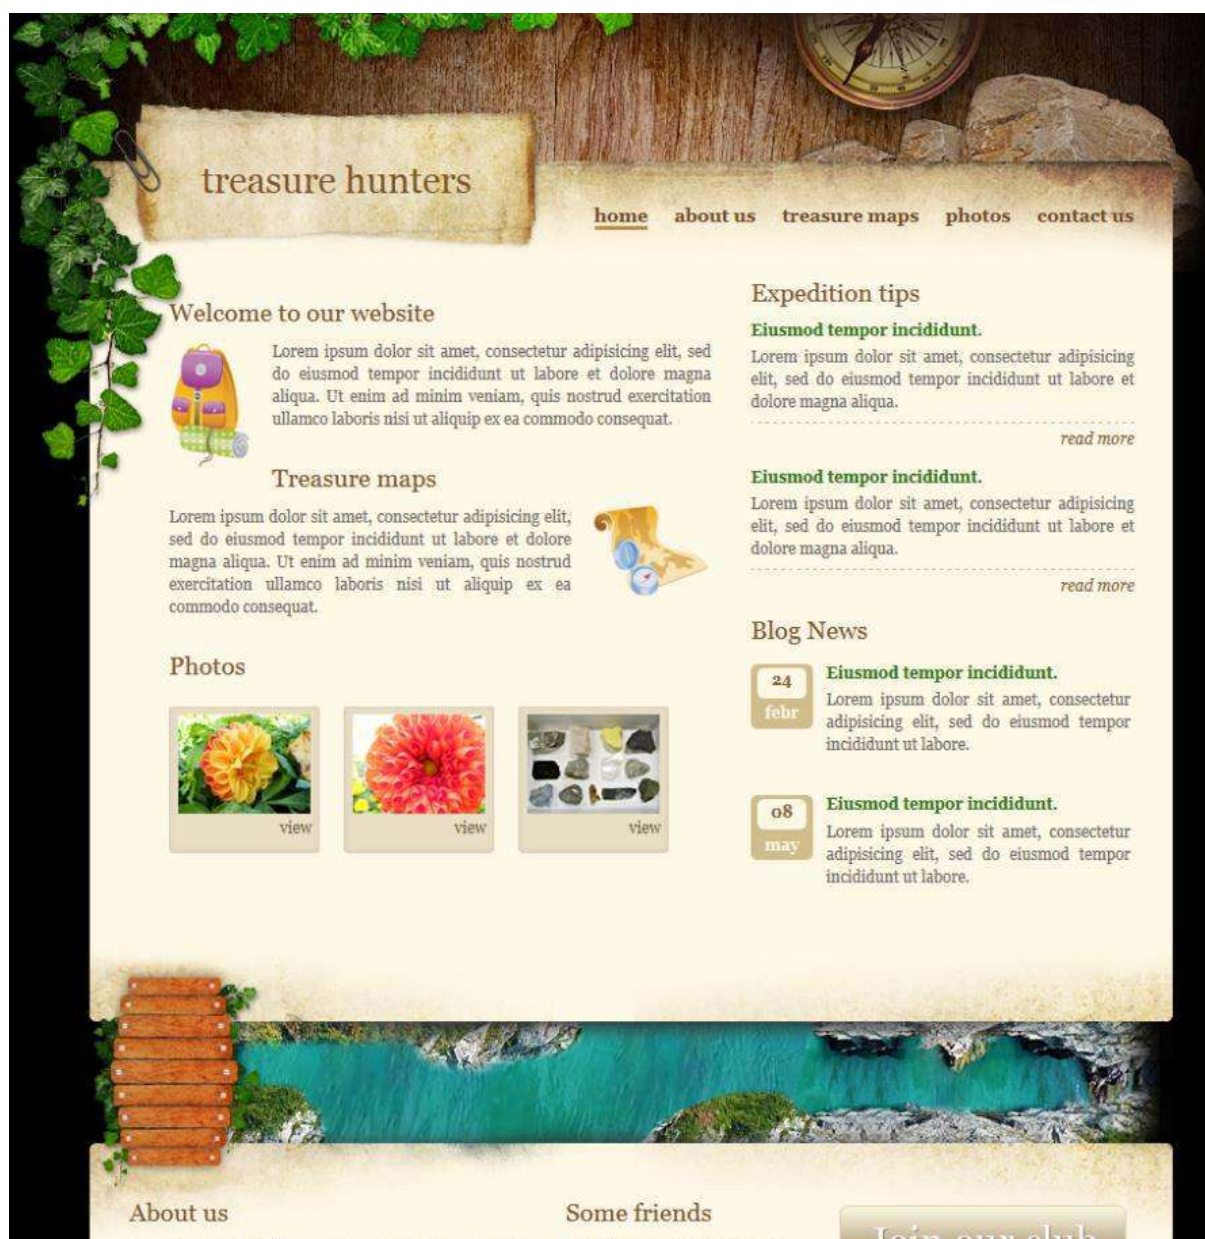 treasure hunters
home about us treasure maps photos contact us
Welcome to our website
Lorem ipsum dolor sit amet, consectetur adipisicing elit, sed
do eiusmod tempor incididunt ut labore et dolore magna
aliqua. Ut enim ad minim veniam, quis nostrud exercitation
ullamco laboris nisi ut aliquip ex ea commodo consequat.
Treasure maps
Lorem ipsum dolor sit amet, consectetur adipisicing elit,
sed do eiusmod tempor incididunt ut labore et dolore
magna aliqua. Ut enim ad minim veniam, quis nostrud
exercitation ullamco laboris nisi ut aliquip ex ea
commodo consequat.
Photos
view view view
Expedition tips
Eiusmod tempor incididunt.
Lorem ipsum dolor sit amet, consectetur adipisicing
elit, sed do eiusmod tempor incididunt ut labore et
dolore magna aliqua.
read more
Eiusmod tempor incididunt.
Lorem ipsum dolor sit amet, consectetur adipisicing
elit, sed do eiusmod tempor incididunt ut labore et
dolore magna aliqua.
read more
Blog News
24
febr
Eiusmod tempor incididunt.
Lorem ipsum dolor sit amet, consectetur
adipisicing elit, sed do eiusmod tempor
incididunt ut labore.
08
may
Eiusmod tempor incididunt.
Lorem ipsum dolor sit amet, consectetur
adipisicing elit, sed do eiusmod tempor
incididunt ut labore.
About us
Some friends
Join our club